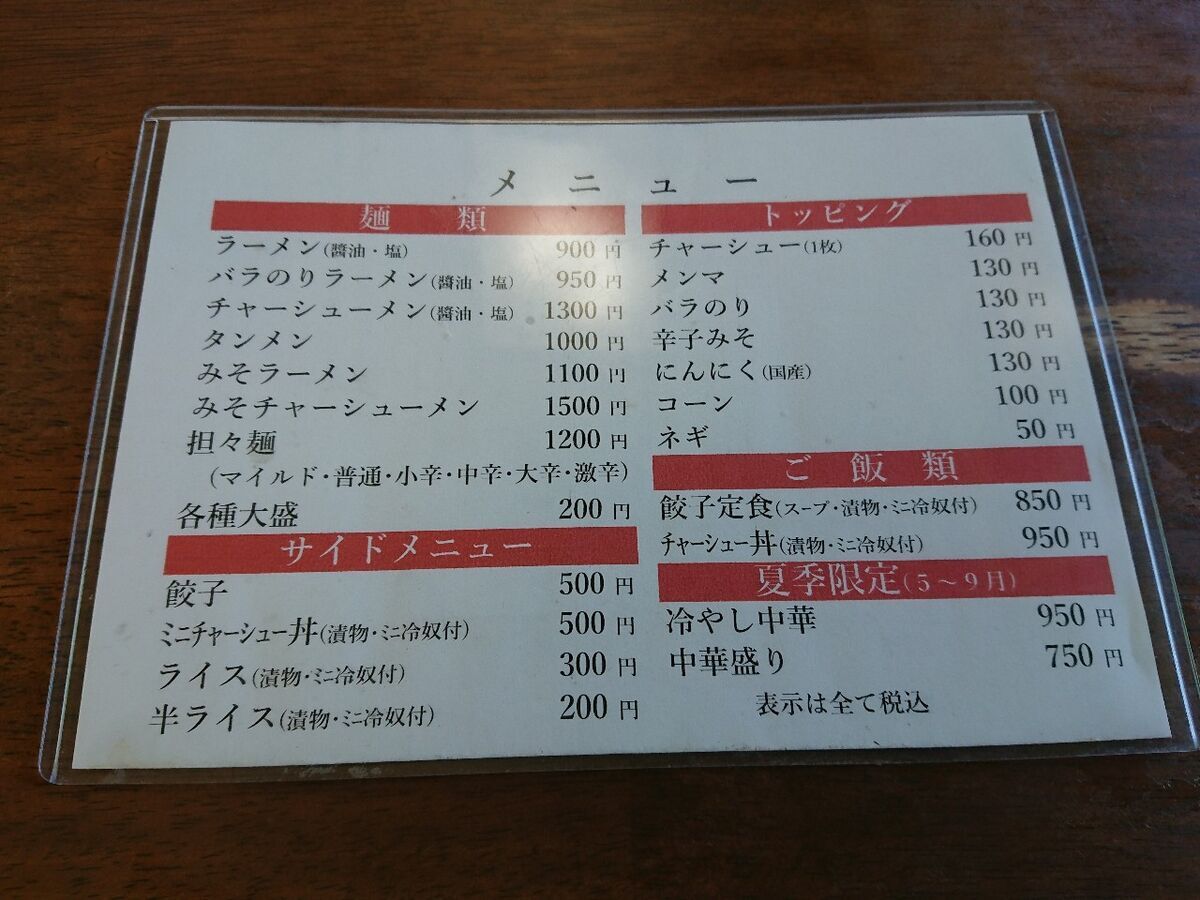 メニュー
麺類
ラーメン(醬油・塩) 900円
バラのりラーメン(醬油・塩) 950円
チャーシューメン(醬油・塩) 1300円
タンメン 1000円
みそラーメン 1100円
みそチャーシューメン 1500円
担々麺 1200円
(マイルド・普通・小辛・中辛・大辛・激辛)
各種大盛 200円
サイドメニュー
餃子 500円
ミニチャーシュー丼(漬物・ミニ冷奴付) 500円
ライス(漬物・ミニ冷奴付) 300円
半ライス(漬物・ミニ冷奴付) 200円
トッピング
チャーシュー(1枚) 160円
メンマ 130円
バラのり 130円
辛子みそ 130円
にんにく(国産) 130円
コーン 100円
ネギ 50円
ご飯類
餃子定食(スープ・漬物・ミニ冷奴付) 850円
チャーシュー丼(漬物・ミニ冷奴付) 950円
夏季限定(5〜9月)
冷やし中華 950円
中華盛り 750円
表示は全て税込